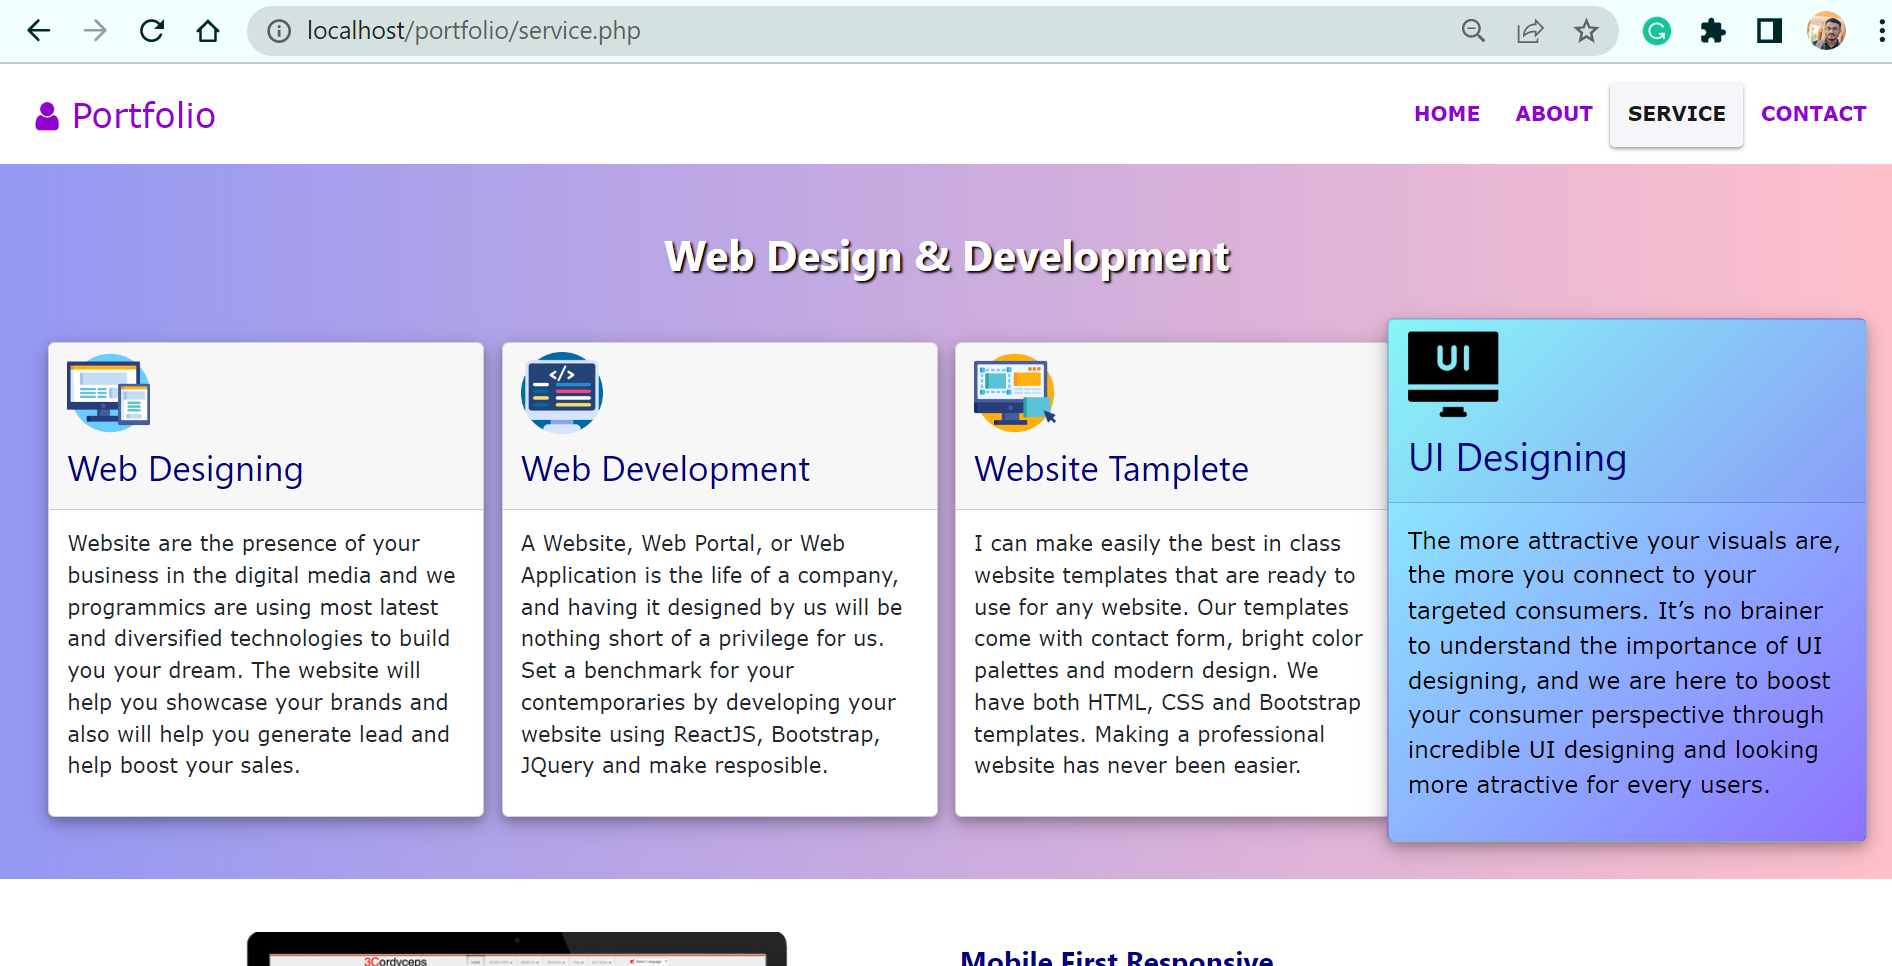 localhost/portfolio/service.php
Portfolio
HOME
ABOUT
SERVICE
CONTACT
Web Design & Development
Web Designing
Website are the presence of your
business in the digital media and we
programmics are using most latest
and diversified technologies to build
you your dream. The website will
help you showcase your brands and
also will help you generate lead and
help boost your sales.
</>
Web Development
A Website, Web Portal, or Web
Application is the life of a company,
and having it designed by us will be
nothing short of a privilege for us.
Set a benchmark for your
contemporaries by developing your
website using ReactJS, Bootstrap,
JQuery and make resposible.
Website Tamplete
I can make easily the best in class
website templates that are ready to
use for any website. Our templates
come with contact form, bright color
palettes and modern design. We
have both HTML, CSS and Bootstrap
templates. Making a professional
website has never been easier.
UI
UI Designing
The more attractive your visuals are,
the more you connect to your
targeted consumers. It’s no brainer
to understand the importance of UI
designing, and we are here to boost
your consumer perspective through
incredible UI designing and looking
more atractive for every users.
3Cordyceps
Mobile First Responsive